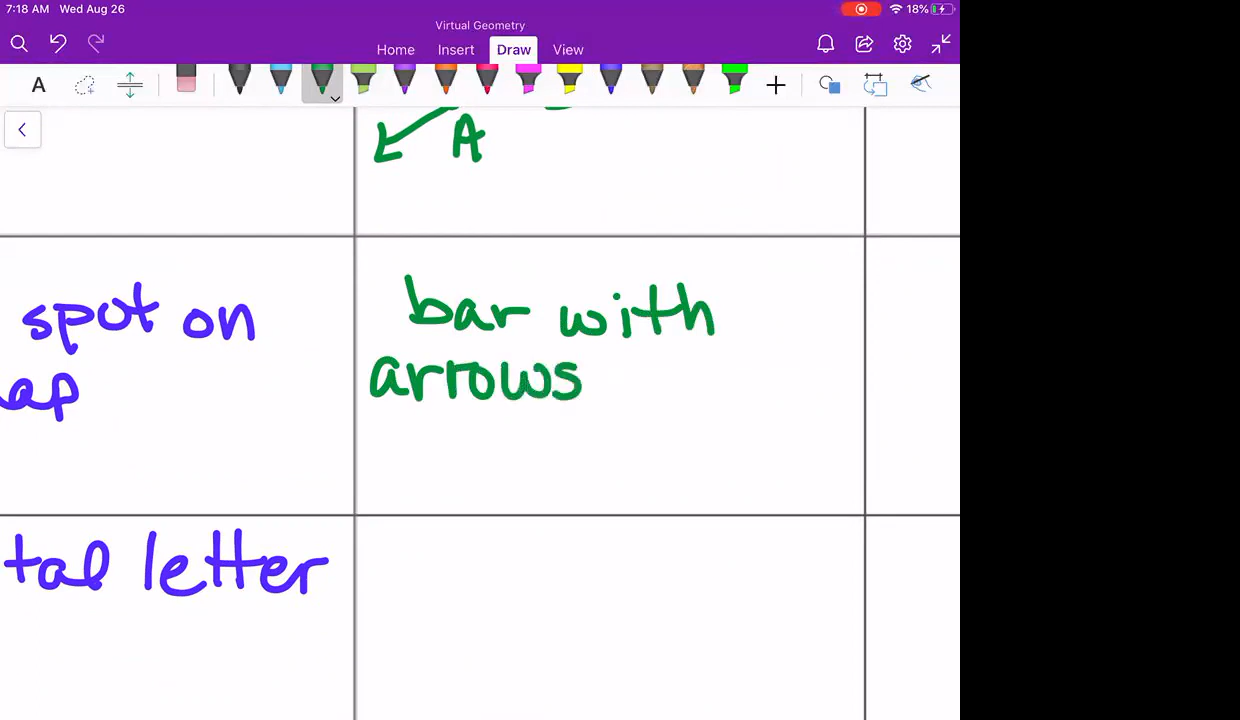 7:18 AM Wed Aug 26
18%
Virtual Geometry
Home Insert Draw View
A
A
spot on
ap
bar with
arrows
tal letter